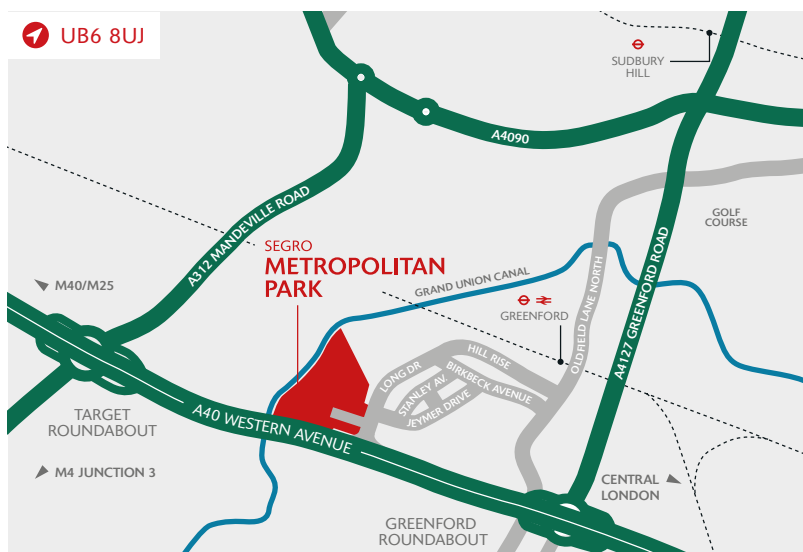 UB6 8UJ
SUDBURY
HILL
A4090
A312 MANDEVILLE ROAD
GOLF
COURSE
SEGRO
METROPOLITAN
PARK
M40/M25
GRAND UNION CANAL
GREENFORD
OLDFIELD LANE NORTH
A4127 GREENFORD ROAD
HILL RISE
LONG DR
BIRKBECK AVENUE
STANLEY AV.
JEYMER DRIVE
TARGET
ROUNDABOUT
A40 WESTERN AVENUE
M4 JUNCTION 3
CENTRAL
LONDON
GREENFORD
ROUNDABOUT